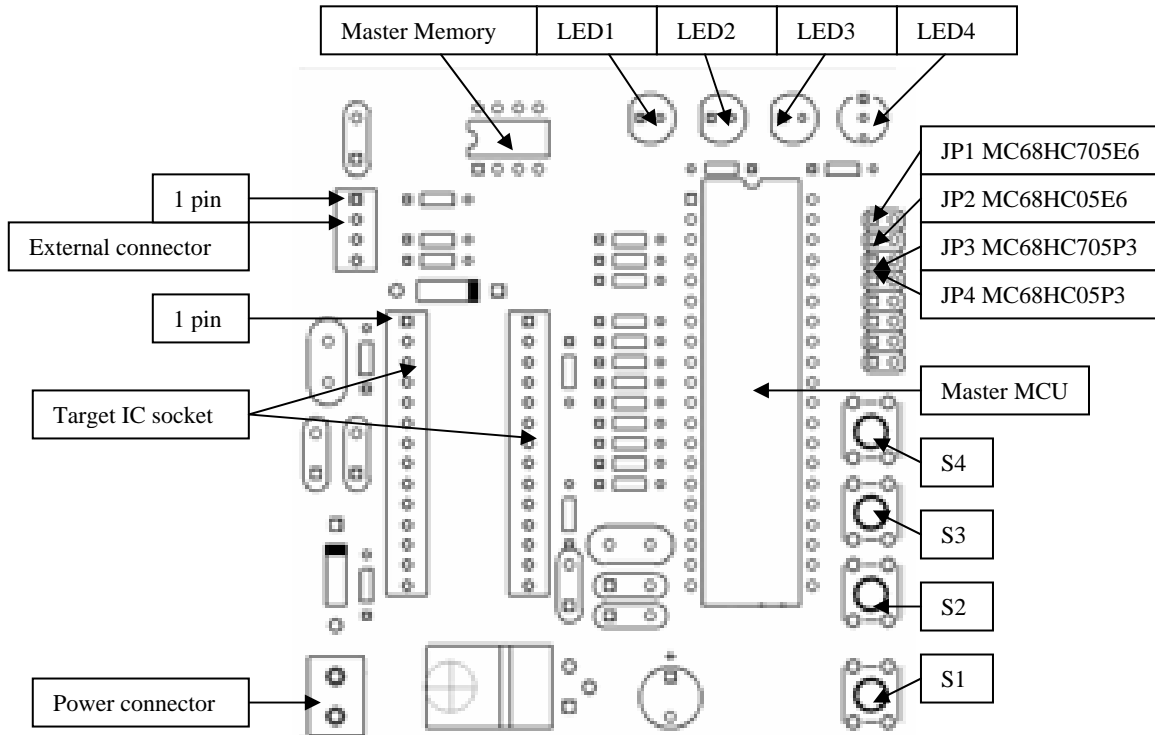 Master Memory
LED1
LED2
LED3
LED4
JP1 MC68HC705E6
JP2 MC68HC05E6
JP3 MC68HC705P3
JP4 MC68HC05P3
1 pin
External connector
1 pin
Target IC socket
Master MCU
S4
S3
S2
S1
Power connector